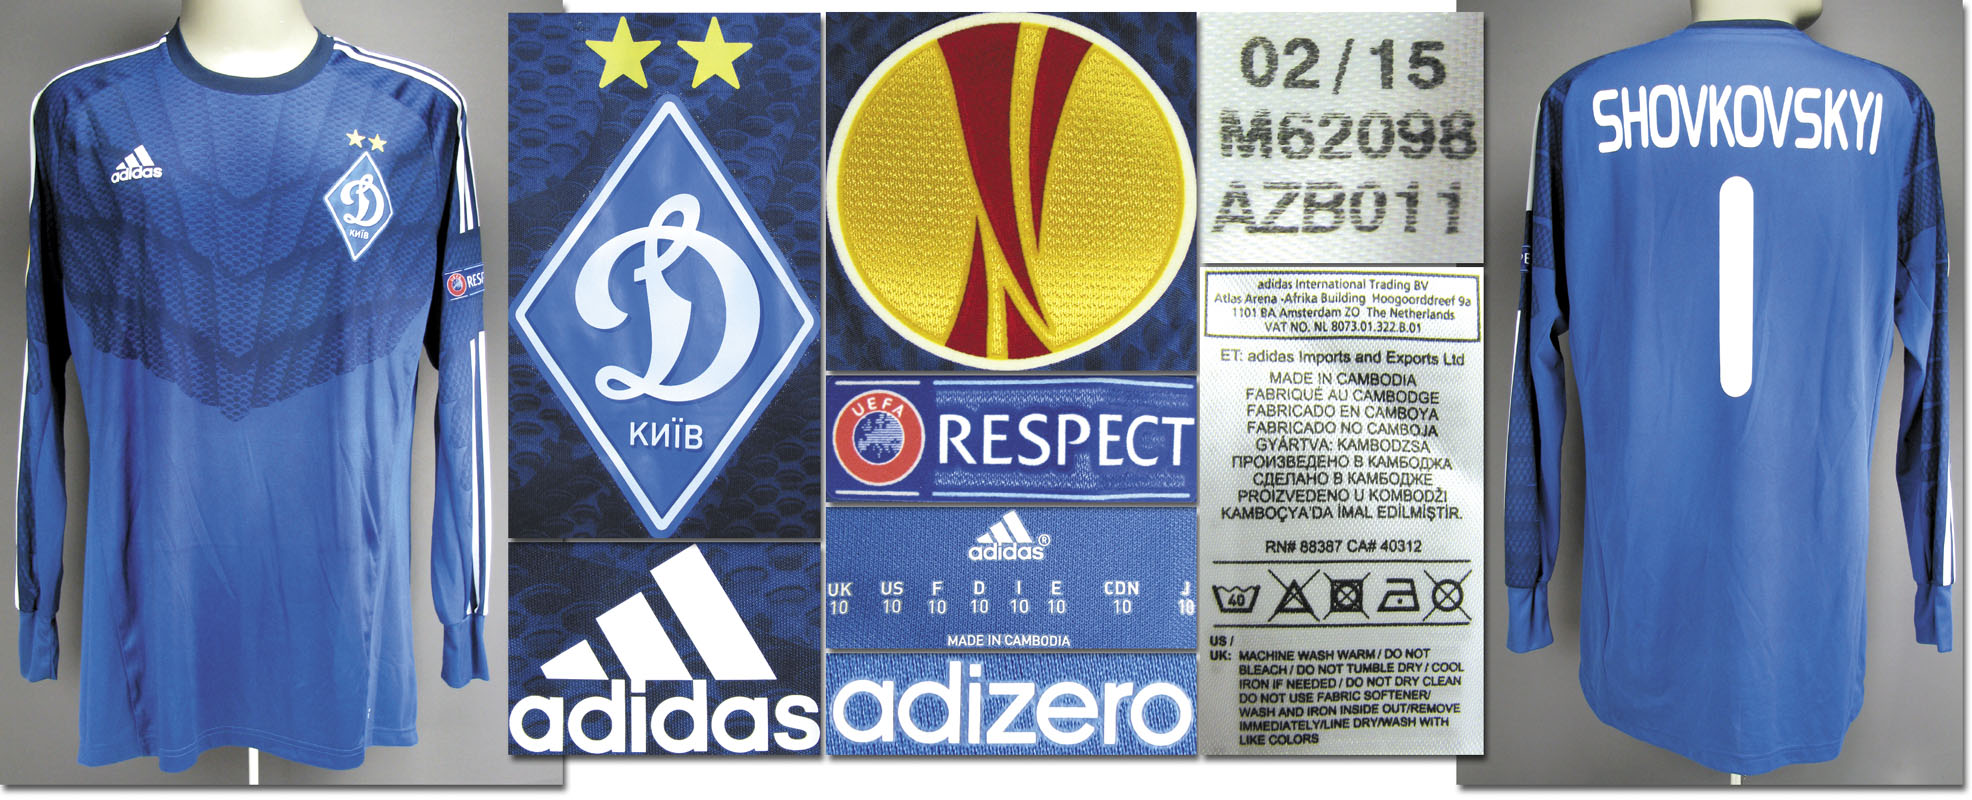 adidas
Д
київ
RESP
Д
київ
adidas
UEFA
RESPECT
adidas®
UK US F D I E CDN J
10 10 10 10 10 10 10 10
MADE IN CAMBODIA
adizero
02/15
M62098
AZB011
adidas International Trading BV
Atlas Arena -Afrika Building Hoogoorddreef 9a
1101 BA Amsterdam ZO The Netherlands
VAT NO. NL 8073.01.322.B.01
ET: adidas Imports and Exports Ltd
MADE IN CAMBODIA
FABRIQUÉ AU CAMBODGE
FABRICADO EN CAMBOYA
FABRICADO NO CAMBOJA
GYÁRTVA: KAMBODZSA
ПРОИЗВЕДЕНО В КАМБОДЖА
СДЕЛАНО В КАМБОДЖЕ
PROIZVEDENO U KOMBODŽI
KAMBOÇYA'DA İMAL EDİLMİŞTİR.
RN# 88387 CA# 40312
40
US /
UK: MACHINE WASH WARM / DO NOT
BLEACH / DO NOT TUMBLE DRY / COOL
IRON IF NEEDED / DO NOT DRY CLEAN
DO NOT USE FABRIC SOFTENER/
WASH AND IRON INSIDE OUT/REMOVE
IMMEDIATELY/LINE DRY/WASH WITH
LIKE COLORS
SHOVKOVSKYI
1